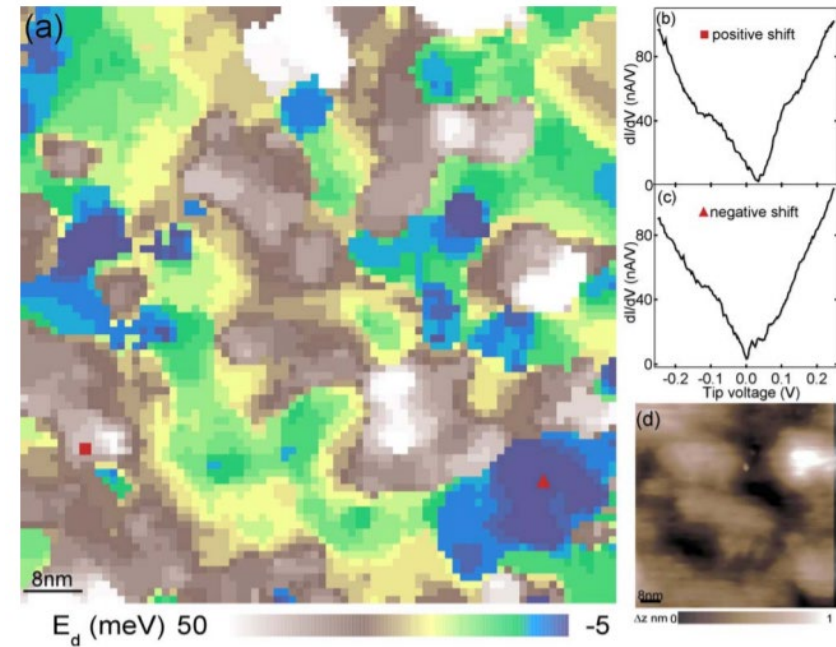 (a)
8nm
E_d (meV) 50 -5
(b)
■ positive shift
80
40
0
dI/dV (nA/V)
(c)
▲ negative shift
80
40
0
dI/dV (nA/V)
-0.2 -0.1 0.0 0.1 0.2
Tip voltage (V)
(d)
8nm
Δz nm 0 1